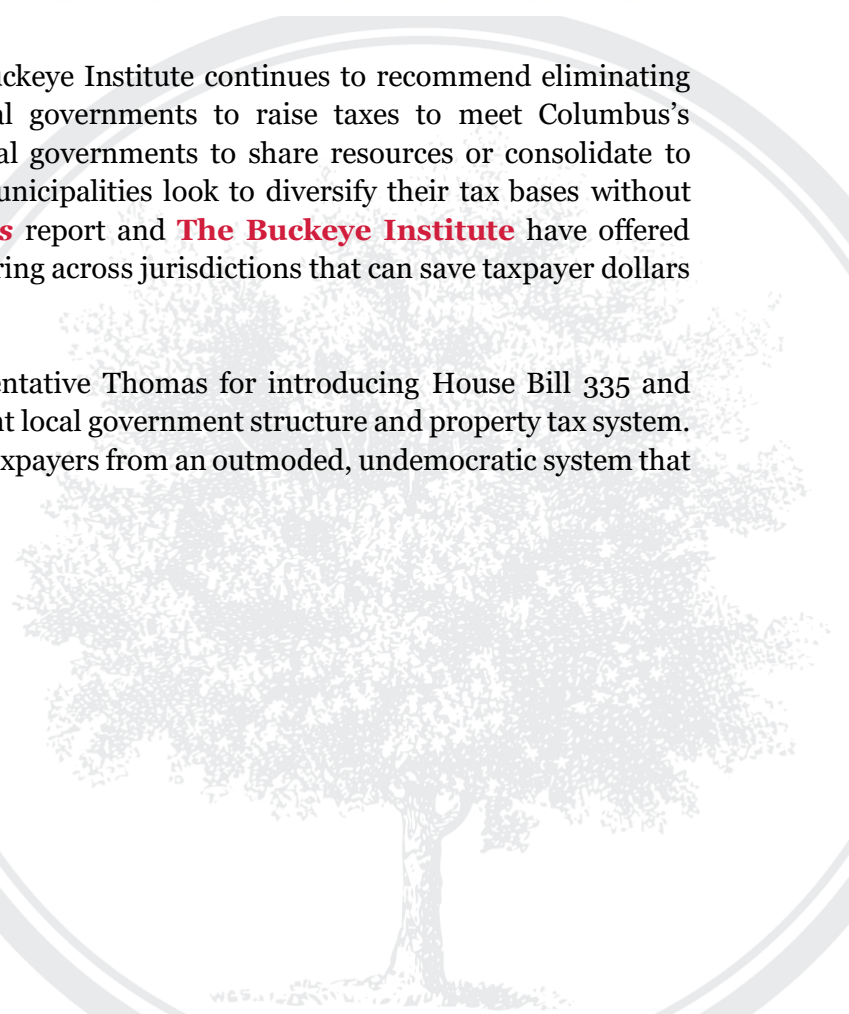 uckeye Institute continues to recommend eliminating
al governments to raise taxes to meet Columbus's
al governments to share resources or consolidate to
unicipalities look to diversify their tax bases without
s report and The Buckeye Institute have offered
ring across jurisdictions that can save taxpayer dollars
entative Thomas for introducing House Bill 335 and
nt local government structure and property tax system.
axpayers from an outmoded, undemocratic system that